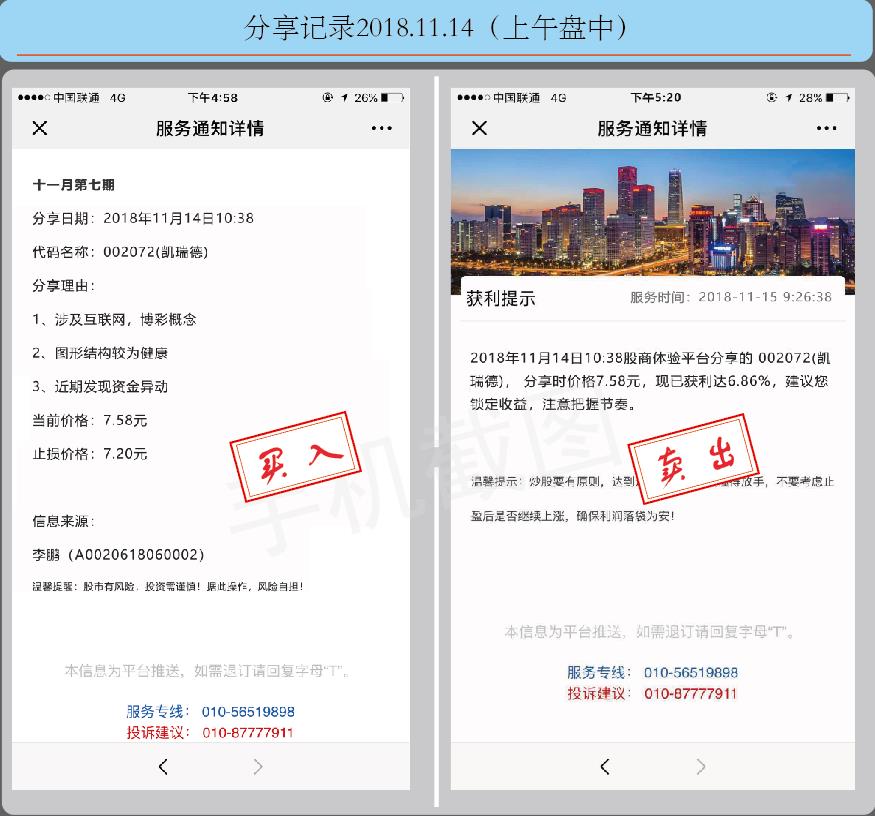 分享记录2018.11.14（上午盘中）
中国联通 4G 下午4:58 26%
服务通知详情
十一月第七期
分享日期：2018年11月14日10:38
代码名称：002072(凯瑞德)
分享理由：
1、涉及互联网，博彩概念
2、图形结构较为健康
3、近期发现资金异动
当前价格：7.58元
止损价格：7.20元
买入
信息来源：
李鹏（A0020618060002）
温馨提醒：股市有风险，投资需谨慎！据此操作，风险自担！
本信息为平台推送，如需退订请回复字母“T”。
服务专线： 010-56519898
投诉建议： 010-87777911
中国联通 4G 下午5:20 28%
服务通知详情
获利提示 服务时间：2018-11-15 9:26:38
2018年11月14日10:38股商体验平台分享的 002072(凯
瑞德)， 分享时价格7.58元，现已获利达6.86%，建议您
锁定收益，注意把握节奏。
卖出
温馨提示：炒股要有原则，达到 得放手，不要考虑止
盈后是否继续上涨，确保利润落袋为安！
本信息为平台推送，如需退订请回复字母“T”。
服务专线： 010-56519898
投诉建议： 010-87777911
手机截图